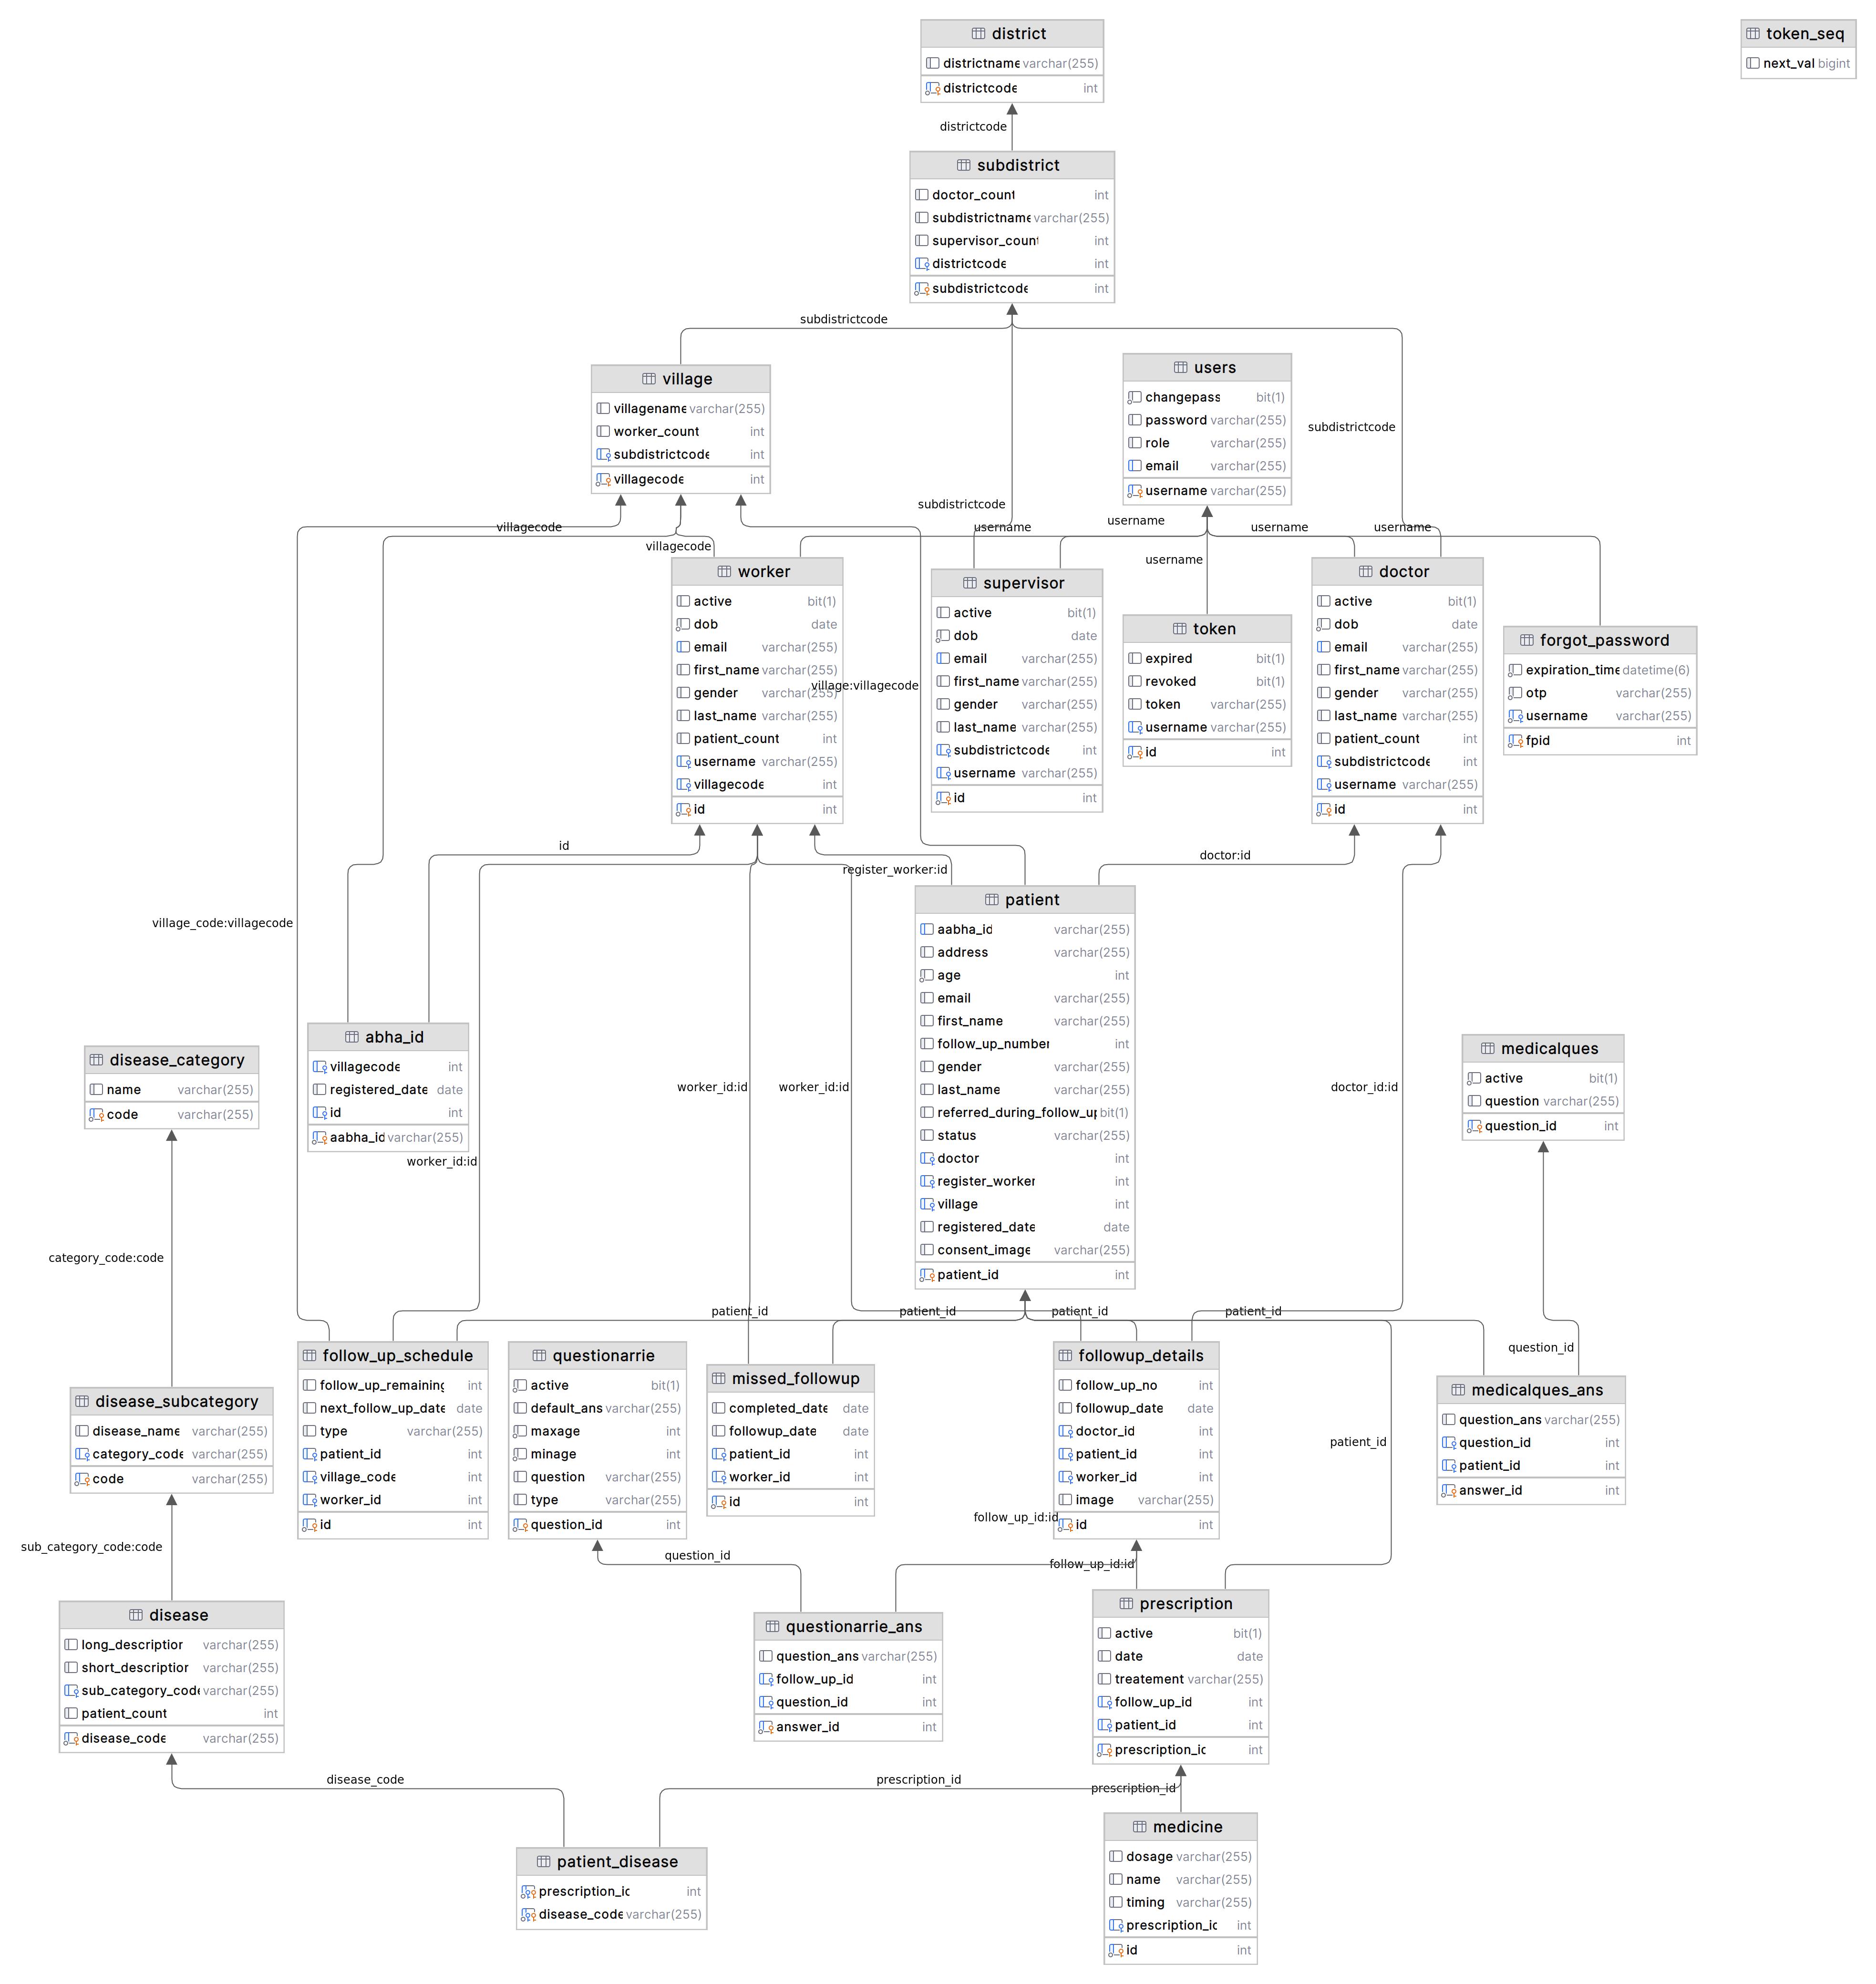 district
districtname varchar(255)
districtcode int
token_seq
next_val bigint
districtcode
subdistrict
doctor_count int
subdistrictname varchar(255)
supervisor_count int
districtcode int
subdistrictcode int
subdistrictcode
village
villagename varchar(255)
worker_count int
subdistrictcode int
villagecode int
users
changepass bit(1)
password varchar(255)
role varchar(255)
email varchar(255)
username varchar(255)
subdistrictcode
subdistrictcode
villagecode
villagecode
username
username
username
username
username
worker
active bit(1)
dob date
email varchar(255)
first_name varchar(255)
gender varchar(255)
last_name varchar(255)
patient_count int
username varchar(255)
villagecode int
id int
village:villagecode
supervisor
active bit(1)
dob date
email varchar(255)
first_name varchar(255)
gender varchar(255)
last_name varchar(255)
subdistrictcode int
username varchar(255)
id int
token
expired bit(1)
revoked bit(1)
token varchar(255)
username varchar(255)
id int
doctor
active bit(1)
dob date
email varchar(255)
first_name varchar(255)
gender varchar(255)
last_name varchar(255)
patient_count int
subdistrictcode int
username varchar(255)
id int
forgot_password
expiration_time datetime(6)
otp varchar(255)
username varchar(255)
fpid int
id
register_worker:id
doctor:id
village_code:villagecode
patient
aabha_id varchar(255)
address varchar(255)
age int
email varchar(255)
first_name varchar(255)
follow_up_number int
gender varchar(255)
last_name varchar(255)
referred_during_follow_up bit(1)
status varchar(255)
doctor int
register_worker int
village int
registered_date date
consent_image varchar(255)
patient_id int
abha_id
villagecode int
registered_date date
id int
aabha_id varchar(255)
disease_category
name varchar(255)
code varchar(255)
medicalques
active bit(1)
question varchar(255)
question_id int
worker_id:id
worker_id:id
worker_id:id
doctor_id:id
category_code:code
patient_id
patient_id
patient_id
patient_id
question_id
follow_up_schedule
follow_up_remaining int
next_follow_up_date date
type varchar(255)
patient_id int
village_code int
worker_id int
id int
questionarrie
active bit(1)
default_ans varchar(255)
maxage int
minage int
question varchar(255)
type varchar(255)
question_id int
missed_followup
completed_date date
followup_date date
patient_id int
worker_id int
id int
followup_details
follow_up_no int
followup_date date
doctor_id int
patient_id int
worker_id int
image varchar(255)
id int
patient_id
medicalques_ans
question_ans varchar(255)
question_id int
patient_id int
answer_id int
disease_subcategory
disease_name varchar(255)
category_code varchar(255)
code varchar(255)
sub_category_code:code
question_id
follow_up_id:id
follow_up_id:id
disease
long_description varchar(255)
short_description varchar(255)
sub_category_code varchar(255)
patient_count int
disease_code varchar(255)
questionarrie_ans
question_ans varchar(255)
follow_up_id int
question_id int
answer_id int
prescription
active bit(1)
date date
treatement varchar(255)
follow_up_id int
patient_id int
prescription_id int
disease_code
prescription_id
prescription_id
patient_disease
prescription_id int
disease_code varchar(255)
medicine
dosage varchar(255)
name varchar(255)
timing varchar(255)
prescription_id int
id int